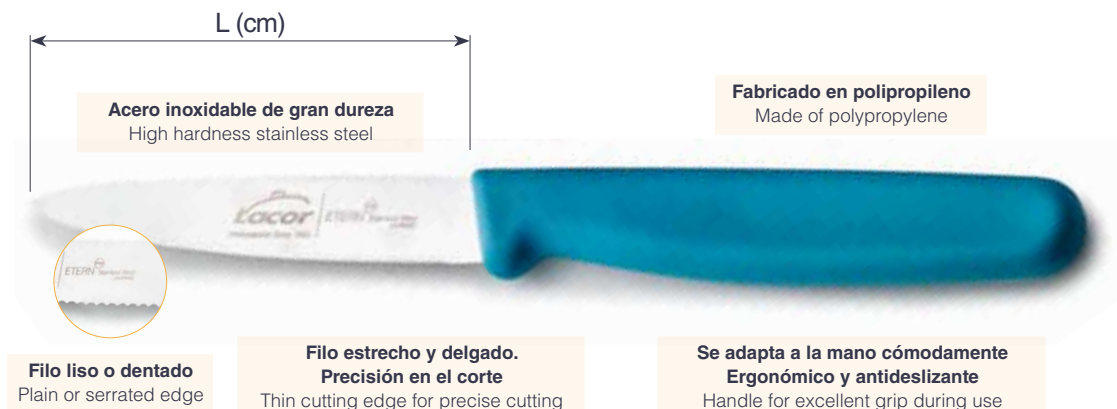 L (cm)
Acero inoxidable de gran dureza
High hardness stainless steel
Fabricado en polipropileno
Made of polypropylene
Lacor
ETERN
ETERN
Filo liso o dentado
Plain or serrated edge
Filo estrecho y delgado.
Precisión en el corte
Thin cutting edge for precise cutting
Se adapta a la mano cómodamente
Ergonómico y antideslizante
Handle for excellent grip during use